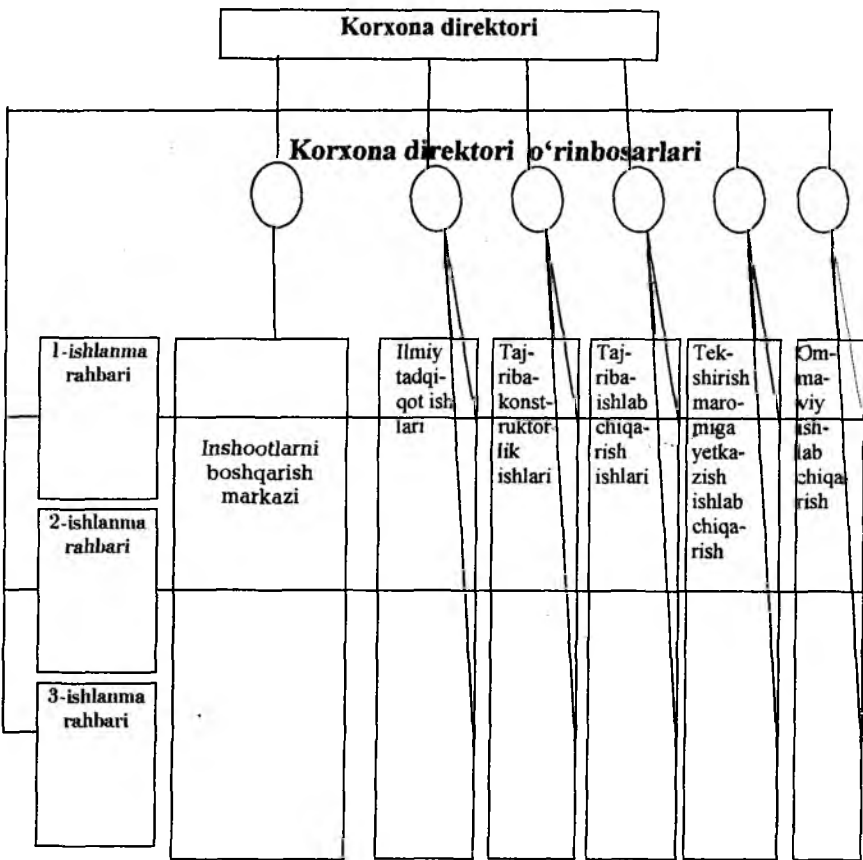 Korxona direktori
Korxona direktori o‘rinbosarlari
1-ishlanma
rahbari
Inshootlarni
boshqarish
markazi
Ilmiy
tadqi-
qot ish
lari
Taj-
riba-
konst-
ruktor
lik
ishlari
Taj-
riba-
ishlab
chiqa-
rish
ishlari
Tek-
shirish
maro-
miga
yetka-
zish
ishlab
chiqa-
rish
Om-
ma-
viy
ish-
lab
chiqa
rish
2-ishlanma
rahbari
3-ishlanma
rahbari